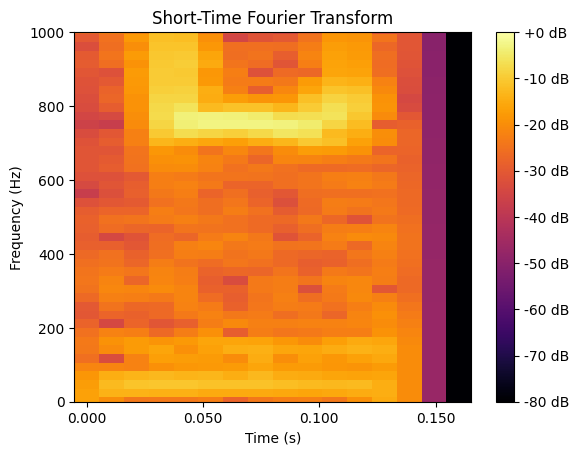 Short-Time Fourier Transform
1000
800
600
400
200
0
Frequency (Hz)
0.000
0.050
0.100
0.150
Time (s)
+0 dB
-10 dB
-20 dB
-30 dB
-40 dB
-50 dB
-60 dB
-70 dB
-80 dB